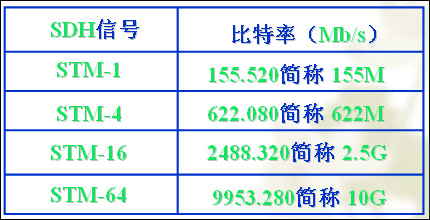 SDH信号 比特率（Mb/s）
STM-1 155.520简称 155M
STM-4 622.080简称 622M
STM-16 2488.320简称 2.5G
STM-64 9953.280简称 10G